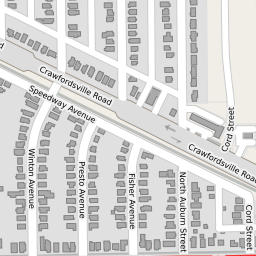 Crawfordsville Road
Speedway Avenue
Cord Street
Crawfordsville Road
Winton Avenue
Presto Avenue
Fisher Avenue
North Auburn Street
Cord Street